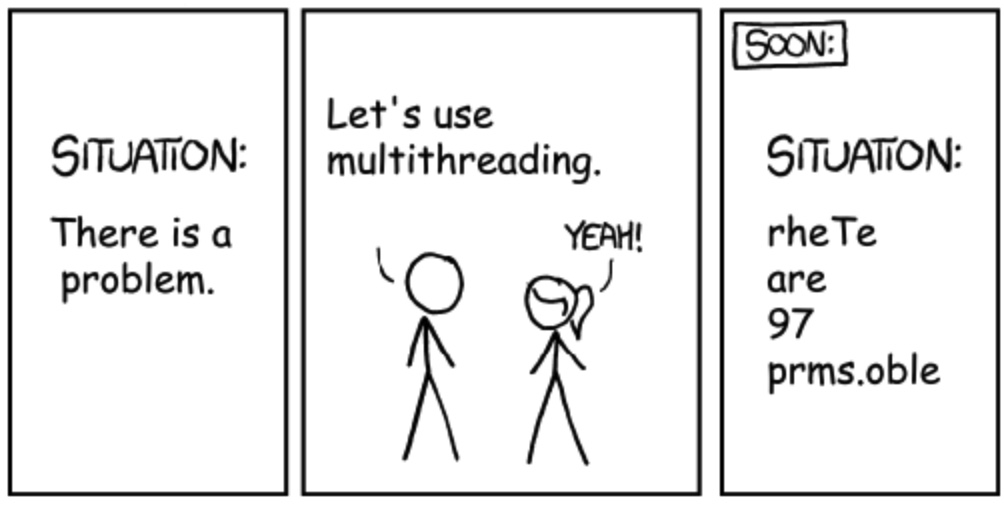 SITUATION:
There is a
problem.
Let's use
multithreading.
YEAH!
SOON:
SITUATION:
rheTe
are
97
prms.oble